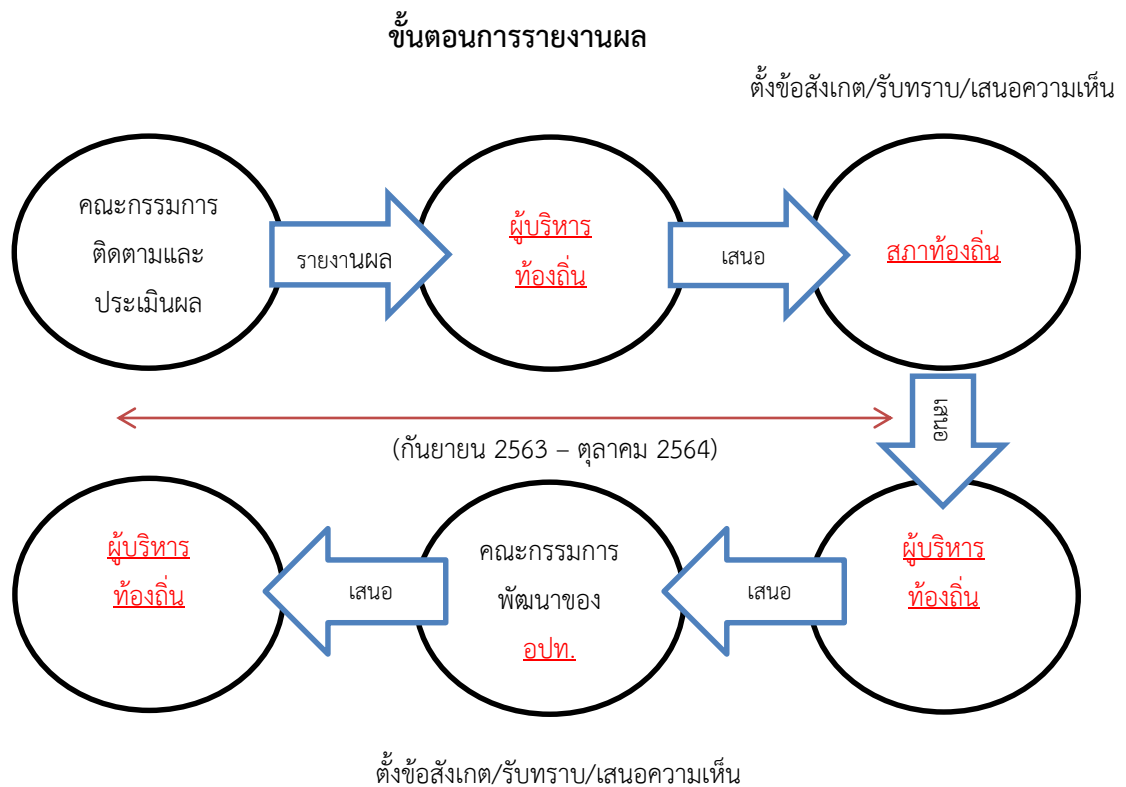 ขั้นตอนการรายงานผล
ตั้งข้อสังเกต/รับทราบ/เสนอความเห็น
คณะกรรมการ
ติดตามและ
ประเมินผล
รายงานผล
ผู้บริหาร
ท้องถิ่น
เสนอ
สภาท้องถิ่น
เสนอ
(กันยายน 2563 – ตุลาคม 2564)
ผู้บริหาร
ท้องถิ่น
เสนอ
คณะกรรมการ
พัฒนาของ
อปท.
เสนอ
ผู้บริหาร
ท้องถิ่น
ตั้งข้อสังเกต/รับทราบ/เสนอความเห็น